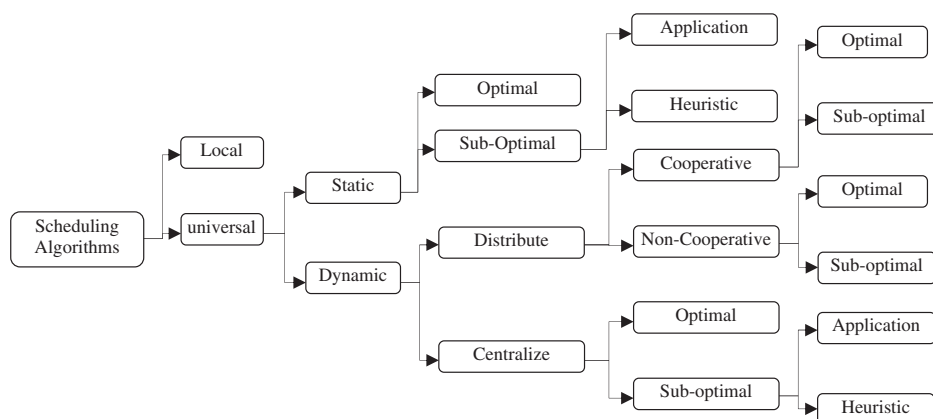 Scheduling
Algorithms
Local
universal
Static
Dynamic
Optimal
Sub-Optimal
Distribute
Centralize
Application
Heuristic
Cooperative
Non-Cooperative
Optimal
Sub-optimal
Optimal
Sub-optimal
Optimal
Sub-optimal
Application
Heuristic